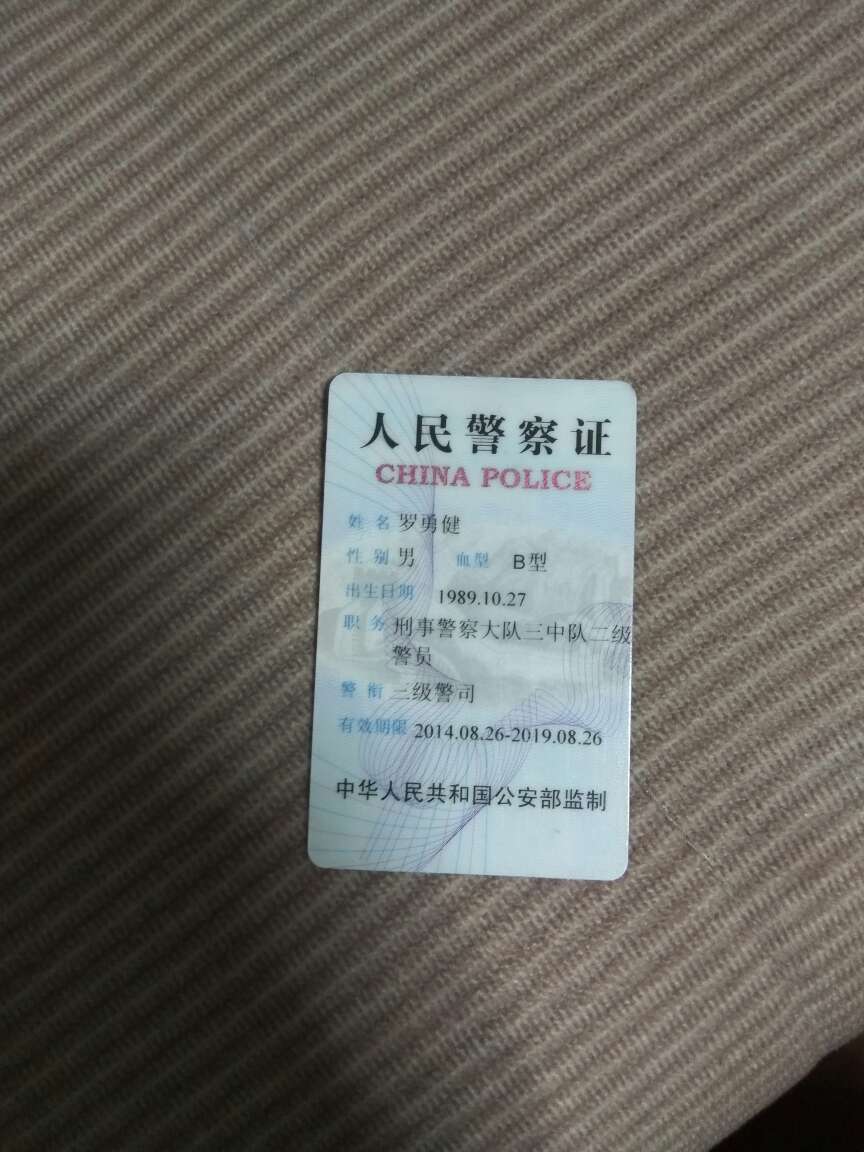 人民警察证
CHINA POLICE
姓 名 罗勇健
性 别 男 血型 B型
出生日期 1989.10.27
职 务 刑事警察大队三中队二级
警员
警 衔 三级警司
有效期限 2014.08.26-2019.08.26
中华人民共和国公安部监制